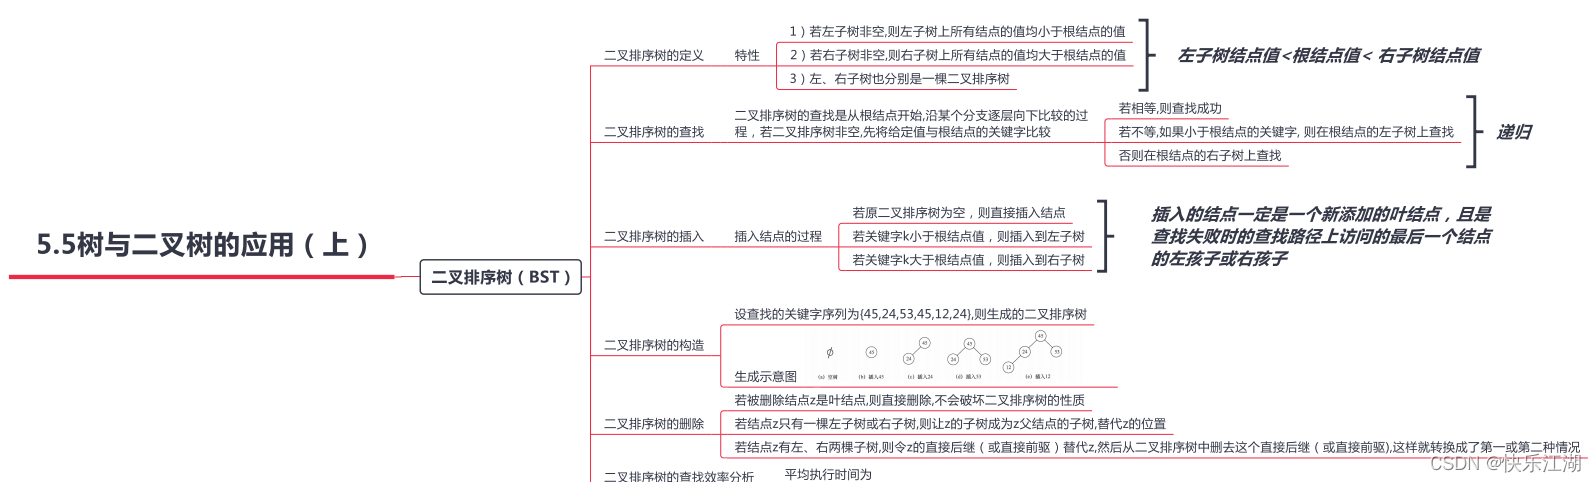 5.5树与二叉树的应用（上）
二叉排序树（BST）
二叉排序树的定义
特性
1）若左子树非空,则左子树上所有结点的值均小于根结点的值
2）若右子树非空,则右子树上所有结点的值均大于根结点的值
3）左、右子树也分别是一棵二叉排序树
左子树结点值<根结点值< 右子树结点值
二叉排序树的查找
二叉排序树的查找是从根结点开始,沿某个分支逐层向下比较的过
程，若二叉排序树非空,先将给定值与根结点的关键字比较
若相等,则查找成功
若不等,如果小于根结点的关键字, 则在根结点的左子树上查找
否则在根结点的右子树上查找
递归
二叉排序树的插入
插入结点的过程
若原二叉排序树为空，则直接插入结点
若关键字k小于根结点值，则插入到左子树
若关键字k大于根结点值，则插入到右子树
插入的结点一定是一个新添加的叶结点，且是
查找失败时的查找路径上访问的最后一个结点
的左孩子或右孩子
二叉排序树的构造
设查找的关键字序列为{45,24,53,45,12,24},则生成的二叉排序树
生成示意图
ϕ
45
45
24
45
24
53
45
24
53
12
(a) 空树
(b) 插入45
(c) 插入24
(d) 插入53
(e) 插入12
二叉排序树的删除
若被删除结点z是叶结点,则直接删除,不会破坏二叉排序树的性质
若结点z只有一棵左子树或右子树,则让z的子树成为z父结点的子树,替代z的位置
若结点z有左、右两棵子树,则令z的直接后继（或直接前驱）替代z,然后从二叉排序树中删去这个直接后继（或直接前驱),这样就转换成了第一或第二种情况
二叉排序树的查找效率分析
平均执行时间为
CSDN @快乐江湖